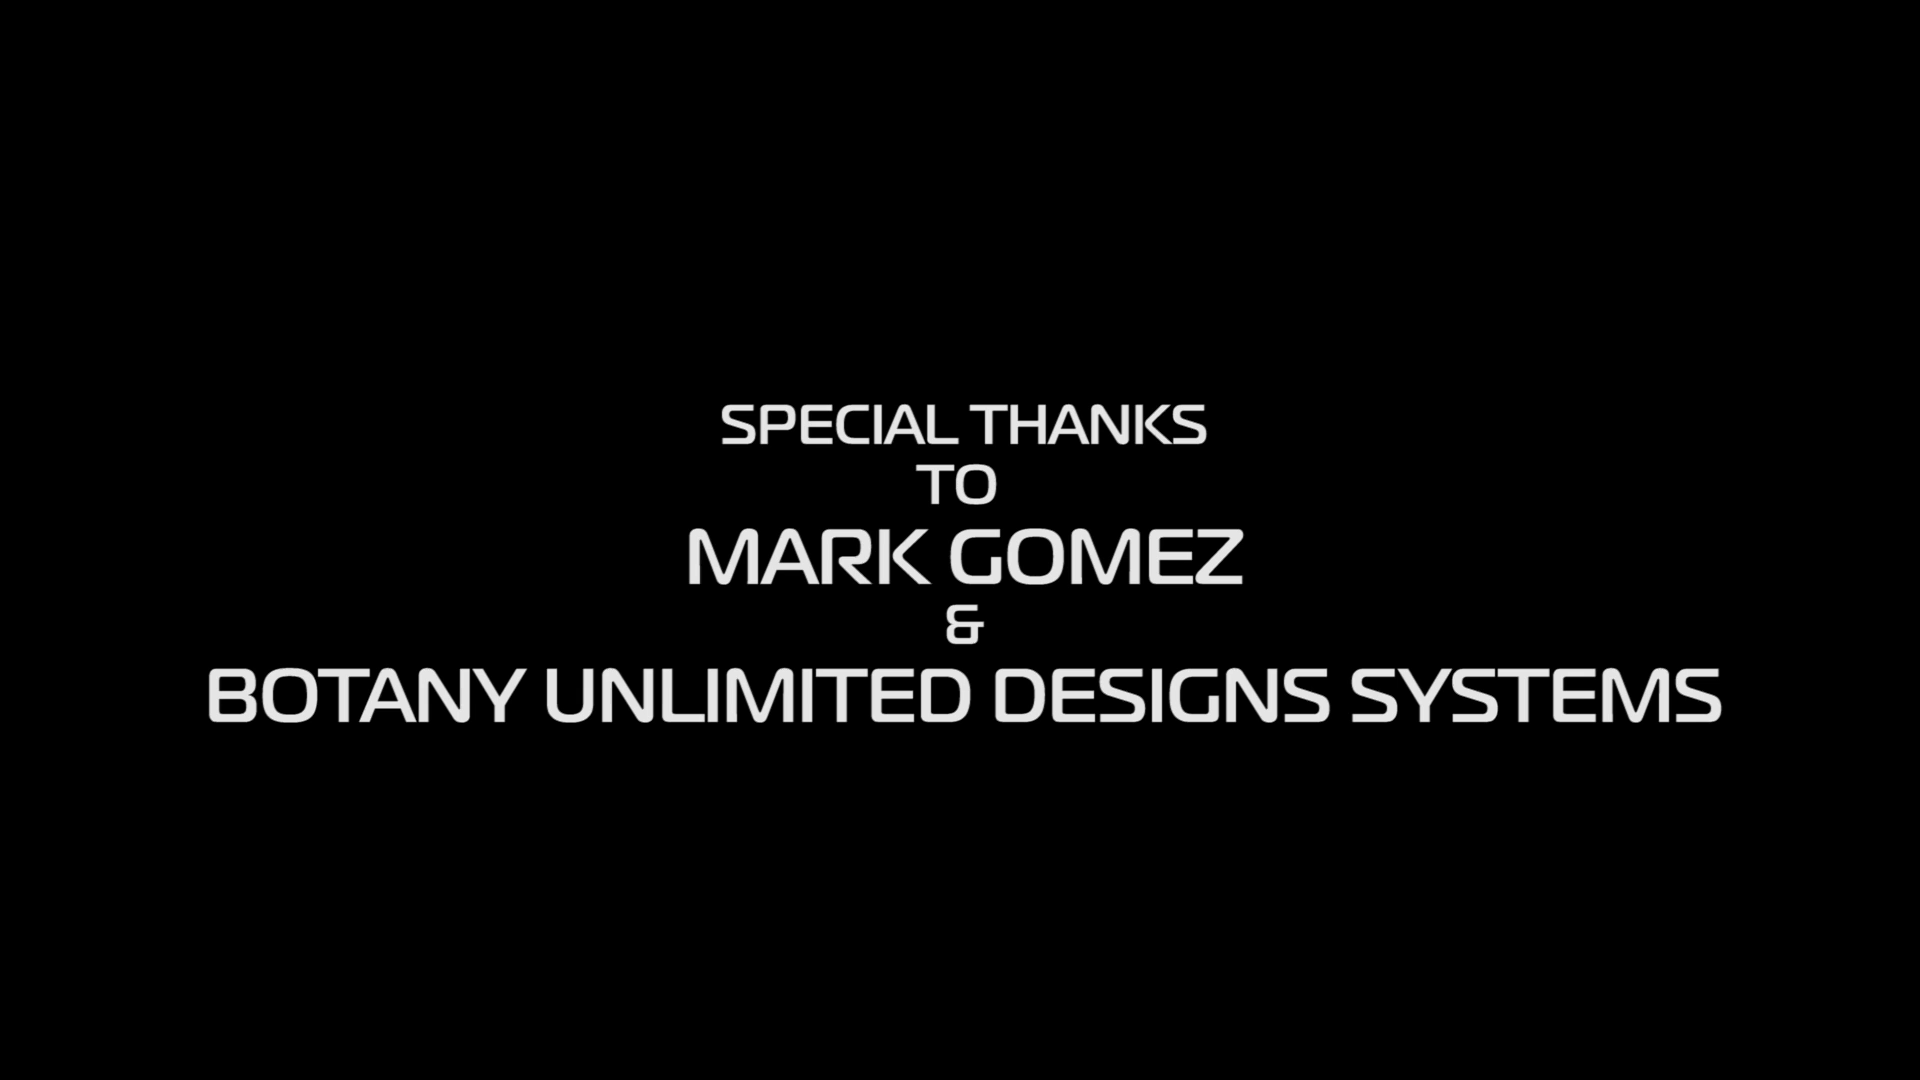 SPECIAL THANKS
TO
MARK GOMEZ
&
BOTANY UNLIMITED DESIGNS SYSTEMS